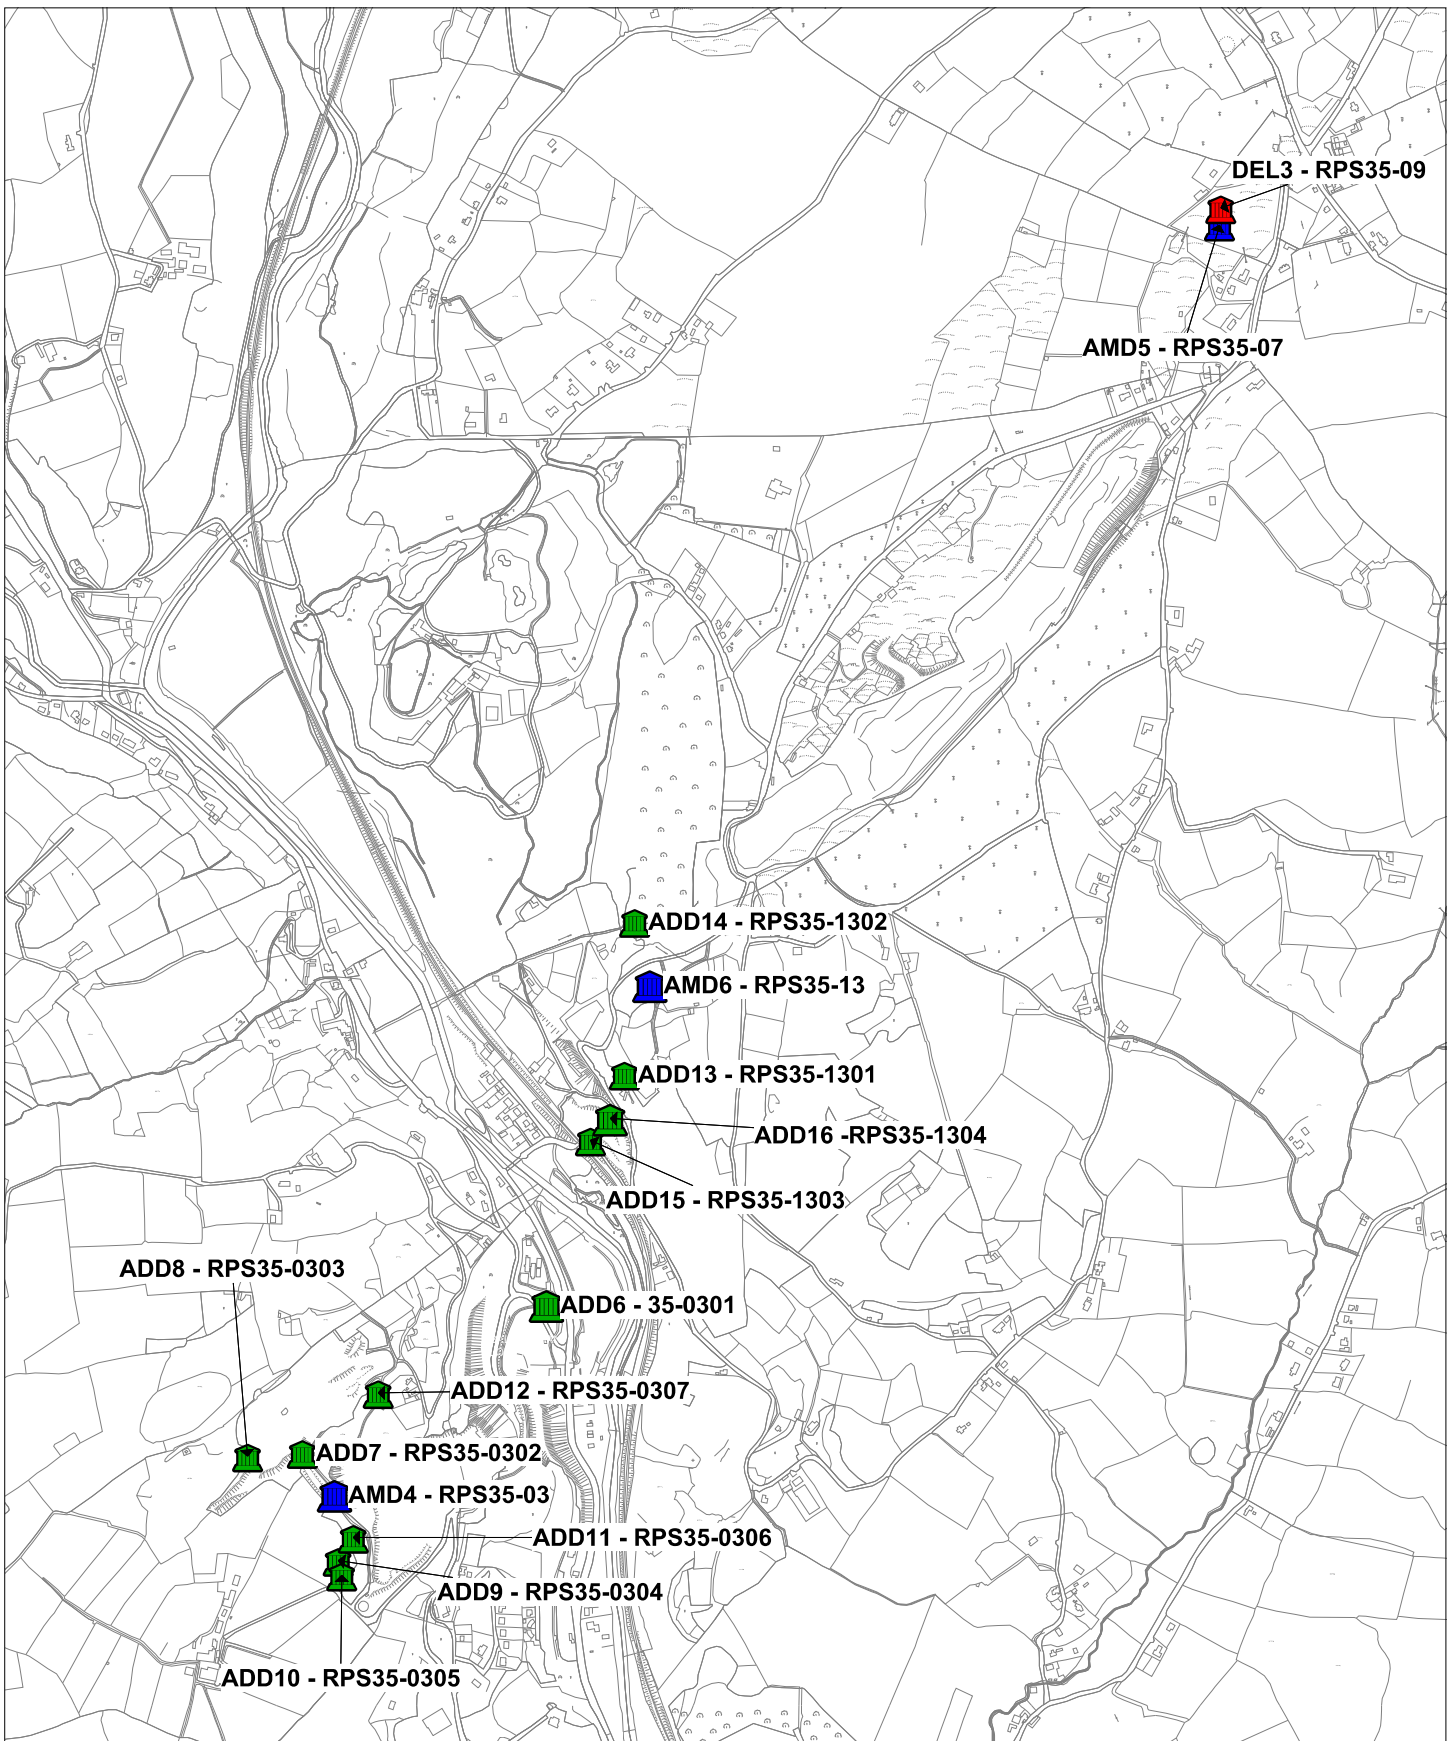 DEL3 - RPS35-09
AMD5 - RPS35-07
ADD14 - RPS35-1302
AMD6 - RPS35-13
ADD13 - RPS35-1301
ADD16 -RPS35-1304
ADD15 - RPS35-1303
ADD8 - RPS35-0303
ADD6 - 35-0301
ADD12 - RPS35-0307
ADD7 - RPS35-0302
AMD4 - RPS35-03
ADD11 - RPS35-0306
ADD9 - RPS35-0304
ADD10 - RPS35-0305